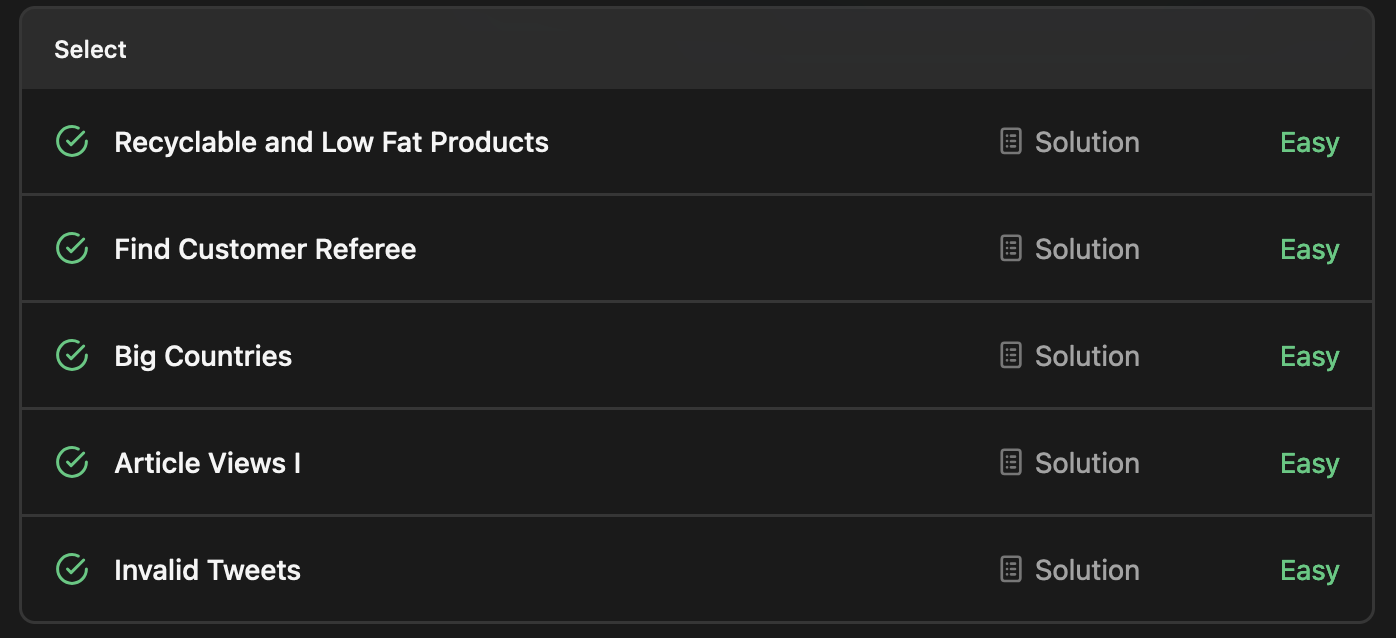 Select
Recyclable and Low Fat Products Solution Easy
Find Customer Referee Solution Easy
Big Countries Solution Easy
Article Views I Solution Easy
Invalid Tweets Solution Easy